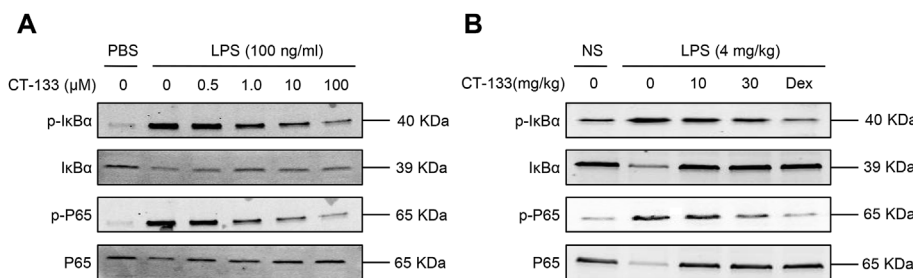 A
PBS LPS (100 ng/ml)
CT-133 (μM) 0 0 0.5 1.0 10 100
p-IκBα 40 KDa
IκBα 39 KDa
p-P65 65 KDa
P65 65 KDa
B
NS LPS (4 mg/kg)
CT-133(mg/kg) 0 0 10 30 Dex
p-IκBα 40 KDa
IκBα 39 KDa
p-P65 65 KDa
P65 65 KDa